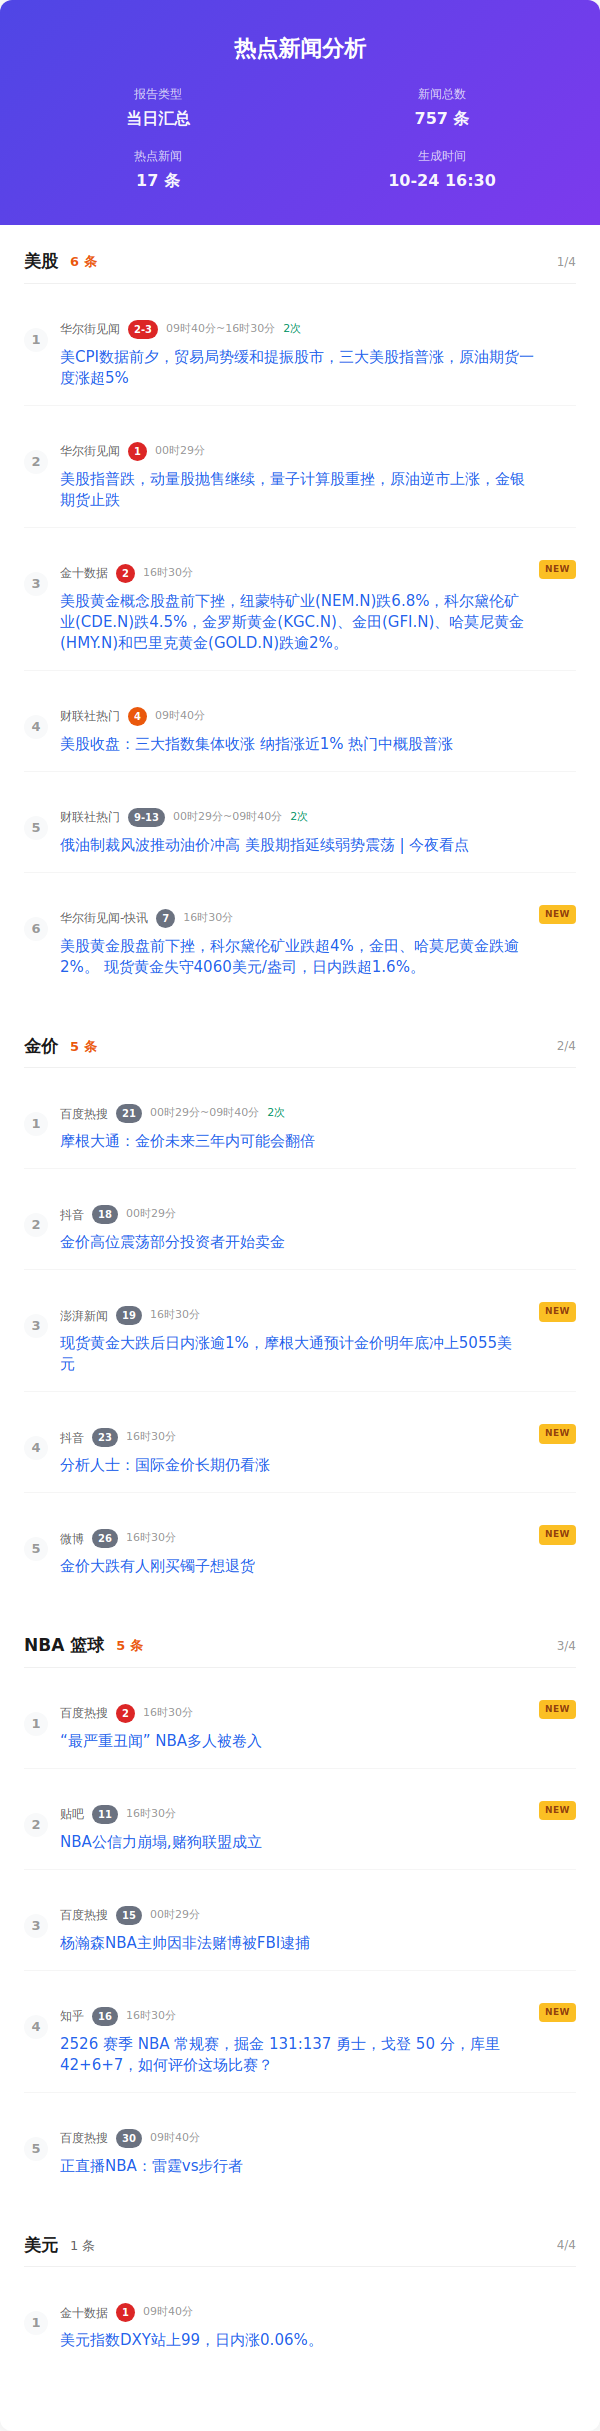 热点新闻分析
报告类型
新闻总数
当日汇总
757 条
热点新闻
生成时间
17 条
10-24 16:30
美股 6 条 1/4
1
华尔街见闻 2-3 09时40分~16时30分 2次
美CPI数据前夕，贸易局势缓和提振股市，三大美股指普涨，原油期货一
度涨超5%
2
华尔街见闻 1 00时29分
美股指普跌，动量股抛售继续，量子计算股重挫，原油逆市上涨，金银
期货止跌
3
金十数据 2 16时30分 NEW
美股黄金概念股盘前下挫，纽蒙特矿业(NEM.N)跌6.8%，科尔黛伦矿
业(CDE.N)跌4.5%，金罗斯黄金(KGC.N)、金田(GFI.N)、哈莫尼黄金
(HMY.N)和巴里克黄金(GOLD.N)跌逾2%。
4
财联社热门 4 09时40分
美股收盘：三大指数集体收涨 纳指涨近1% 热门中概股普涨
5
财联社热门 9-13 00时29分~09时40分 2次
俄油制裁风波推动油价冲高 美股期指延续弱势震荡 | 今夜看点
6
华尔街见闻-快讯 7 16时30分 NEW
美股黄金股盘前下挫，科尔黛伦矿业跌超4%，金田、哈莫尼黄金跌逾
2%。 现货黄金失守4060美元/盎司，日内跌超1.6%。
金价 5 条 2/4
1
百度热搜 21 00时29分~09时40分 2次
摩根大通：金价未来三年内可能会翻倍
2
抖音 18 00时29分
金价高位震荡部分投资者开始卖金
3
澎湃新闻 19 16时30分 NEW
现货黄金大跌后日内涨逾1%，摩根大通预计金价明年底冲上5055美
元
4
抖音 23 16时30分 NEW
分析人士：国际金价长期仍看涨
5
微博 26 16时30分 NEW
金价大跌有人刚买镯子想退货
NBA 篮球 5 条 3/4
1
百度热搜 2 16时30分 NEW
“最严重丑闻” NBA多人被卷入
2
贴吧 11 16时30分 NEW
NBA公信力崩塌,赌狗联盟成立
3
百度热搜 15 00时29分
杨瀚森NBA主帅因非法赌博被FBI逮捕
4
知乎 16 16时30分 NEW
2526 赛季 NBA 常规赛，掘金 131:137 勇士，戈登 50 分，库里
42+6+7，如何评价这场比赛？
5
百度热搜 30 09时40分
正直播NBA：雷霆vs步行者
美元 1 条 4/4
1
金十数据 1 09时40分
美元指数DXY站上99，日内涨0.06%。